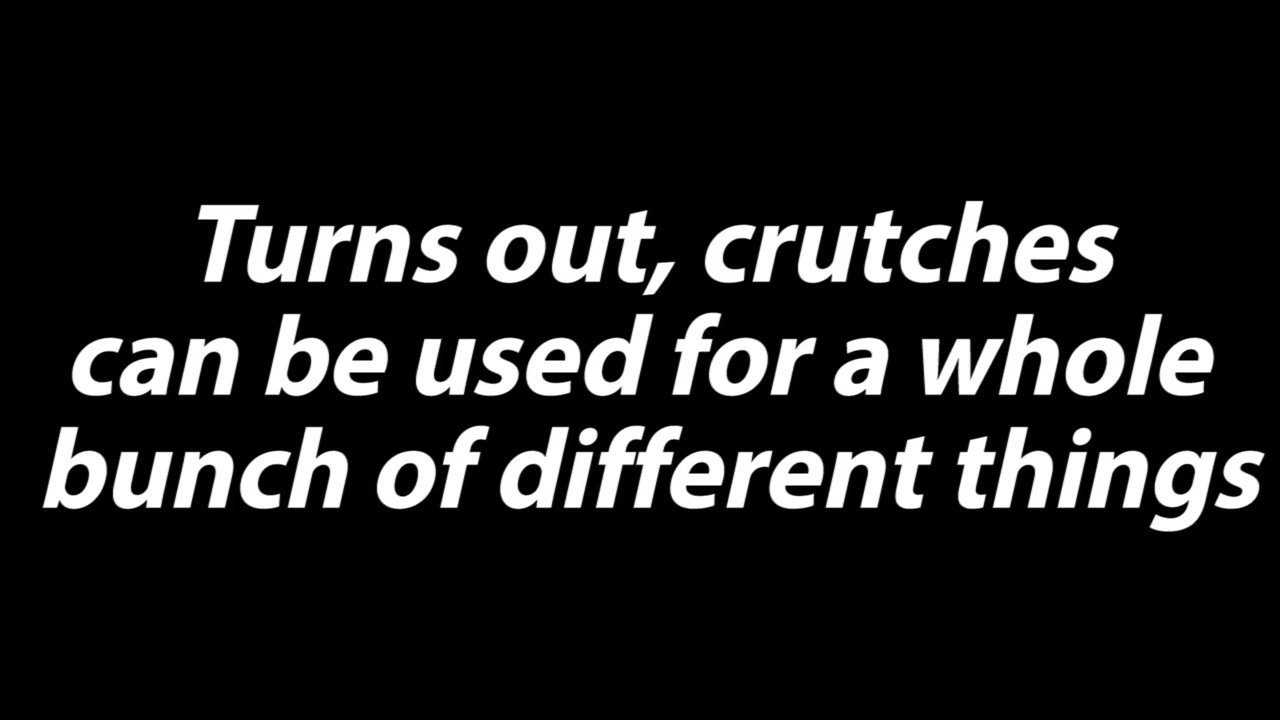 Turns out, crutches
can be used for a whole
bunch of different things